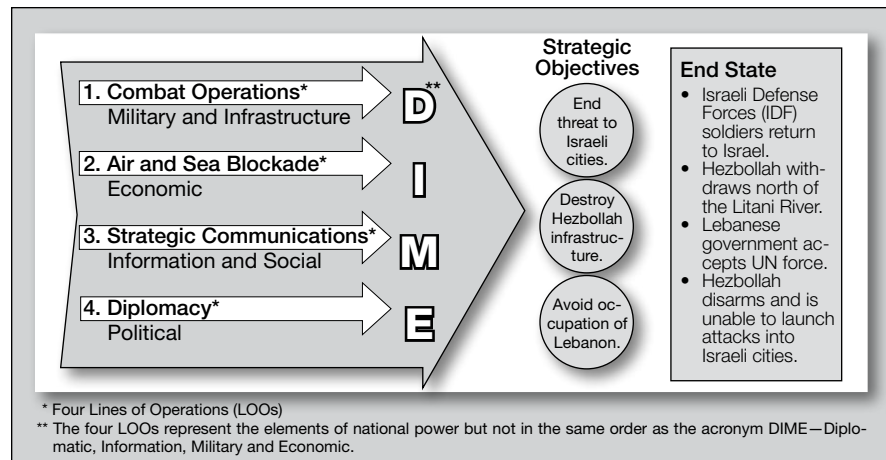 1. Combat Operations*
Military and Infrastructure
2. Air and Sea Blockade*
Economic
3. Strategic Communications*
Information and Social
4. Diplomacy*
Political
D**
I
M
E
Strategic
Objectives
End
threat to
Israeli
cities.
Destroy
Hezbollah
infrastruc-
ture.
Avoid oc-
cupation of
Lebanon.
End State
• Israeli Defense
Forces (IDF)
soldiers return
to Israel.
• Hezbollah with-
draws north of
the Litani River.
• Lebanese
government ac-
cepts UN force.
• Hezbollah
disarms and is
unable to launch
attacks into
Israeli cities.
* Four Lines of Operations (LOOs)
** The four LOOs represent the elements of national power but not in the same order as the acronym DIME—Diplo-
matic, Information, Military and Economic.